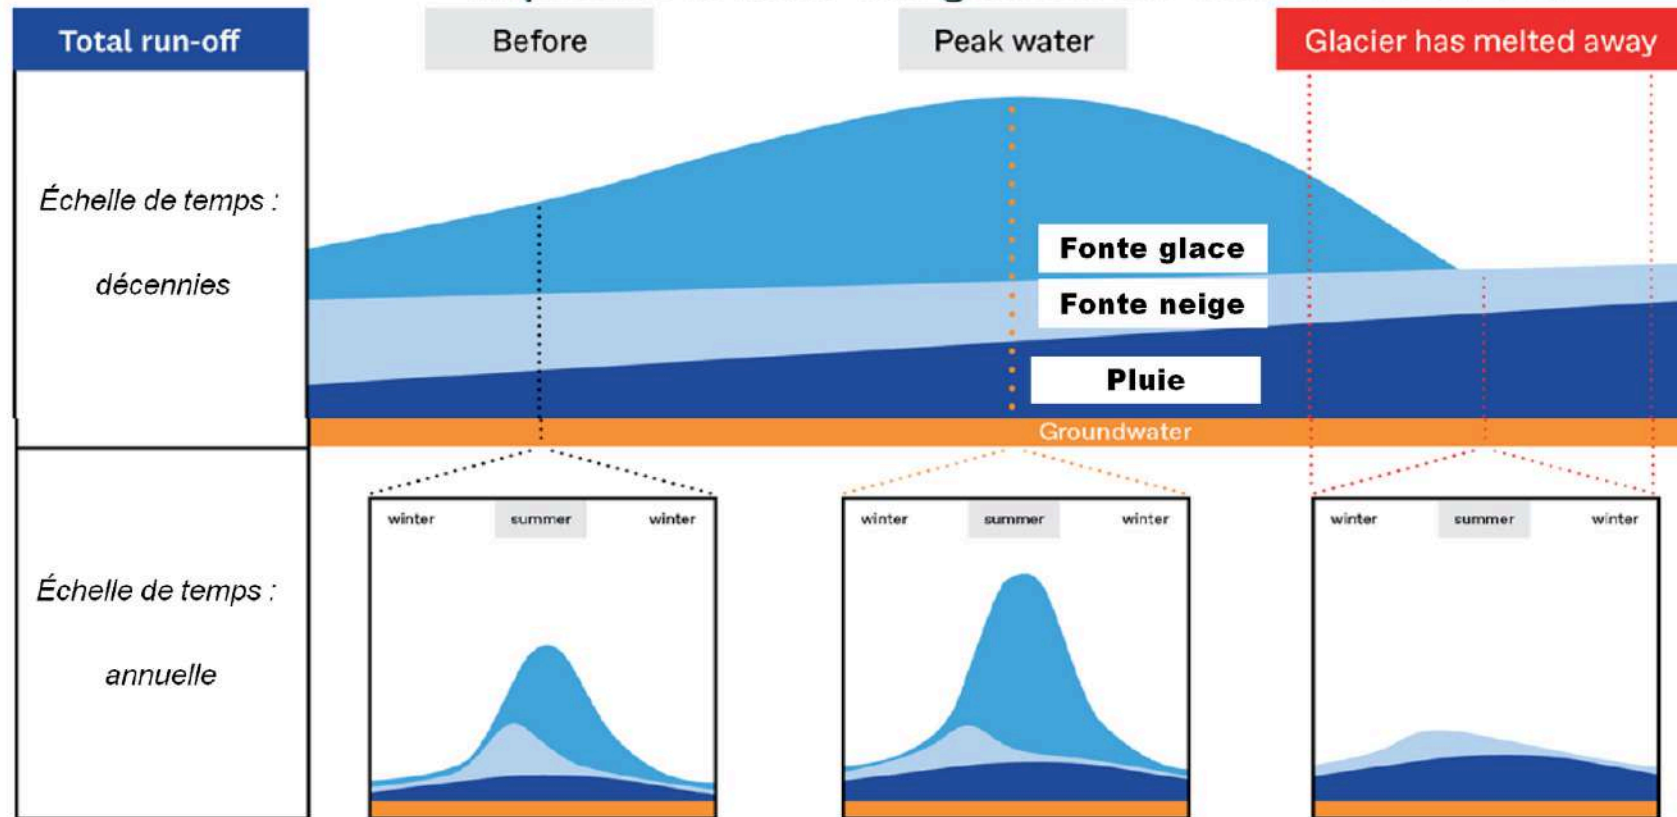 Total run-off
Before
Peak water
Glacier has melted away
Échelle de temps :
décennies
Fonte glace
Fonte neige
Pluie
Groundwater
Échelle de temps :
annuelle
winter summer winter
winter summer winter
winter summer winter